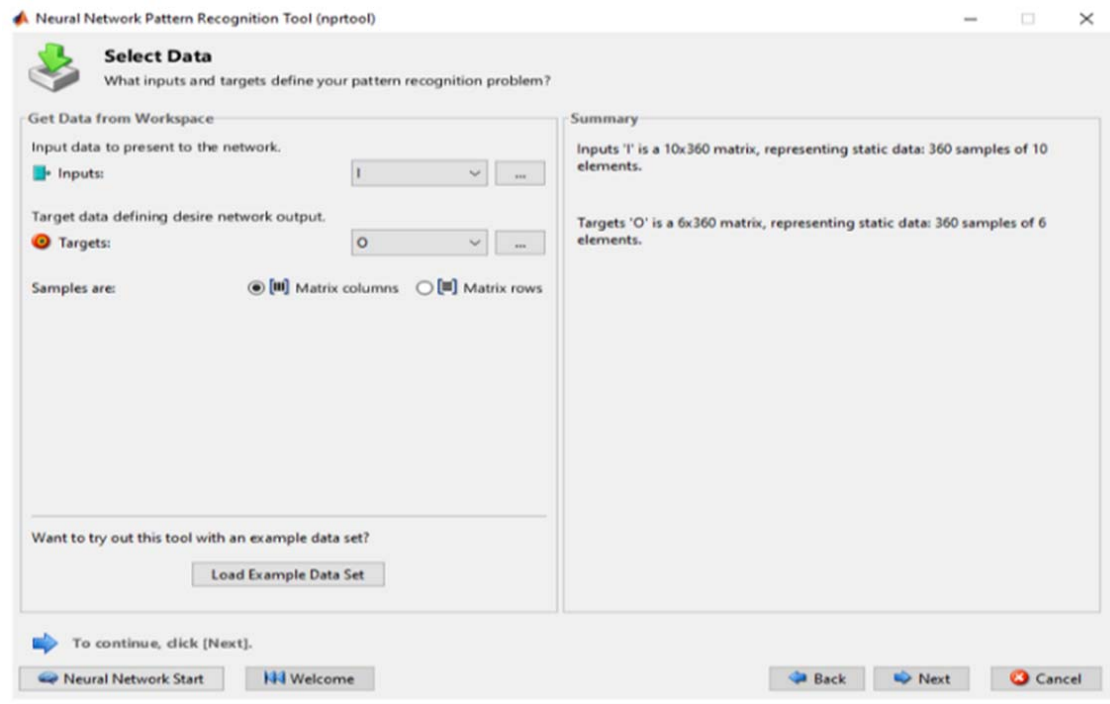 Neural Network Pattern Recognition Tool (nprtool)
Select Data
What inputs and targets define your pattern recognition problem?
Get Data from Workspace
Input data to present to the network.
Inputs: I ...
Target data defining desire network output.
Targets: O ...
Samples are: Matrix columns Matrix rows
Want to try out this tool with an example data set?
Load Example Data Set
Summary
Inputs 'I' is a 10x360 matrix, representing static data: 360 samples of 10
elements.
Targets 'O' is a 6x360 matrix, representing static data: 360 samples of 6
elements.
To continue, click [Next].
Neural Network Start Welcome Back Next Cancel